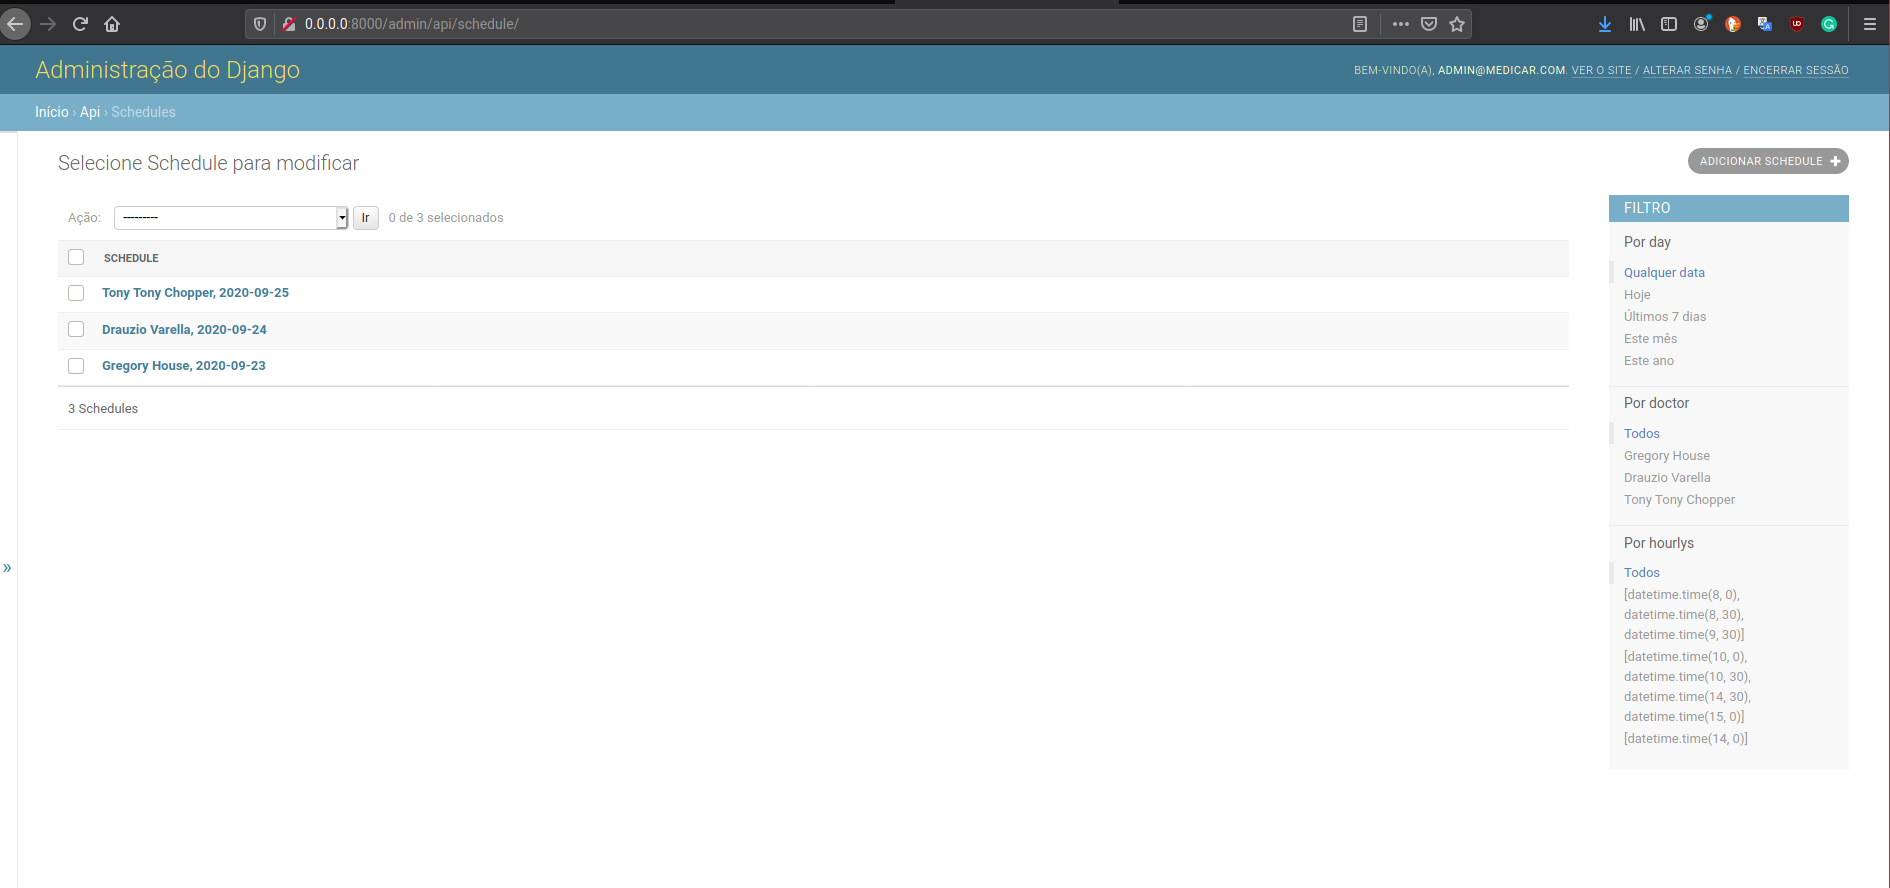 0.0.0.0:8000/admin/api/schedule/
Administração do Django
BEM-VINDO(A), ADMIN@MEDICAR.COM. VER O SITE / ALTERAR SENHA / ENCERRAR SESSÃO
Início › Api › Schedules
Selecione Schedule para modificar
ADICIONAR SCHEDULE +
Ação: --------- Ir 0 de 3 selecionados
SCHEDULE
Tony Tony Chopper, 2020-09-25
Drauzio Varella, 2020-09-24
Gregory House, 2020-09-23
3 Schedules
»
FILTRO
Por day
Qualquer data
Hoje
Últimos 7 dias
Este mês
Este ano
Por doctor
Todos
Gregory House
Drauzio Varella
Tony Tony Chopper
Por hourlys
Todos
[datetime.time(8, 0),
datetime.time(8, 30),
datetime.time(9, 30)]
[datetime.time(10, 0),
datetime.time(10, 30),
datetime.time(14, 30),
datetime.time(15, 0)]
[datetime.time(14, 0)]